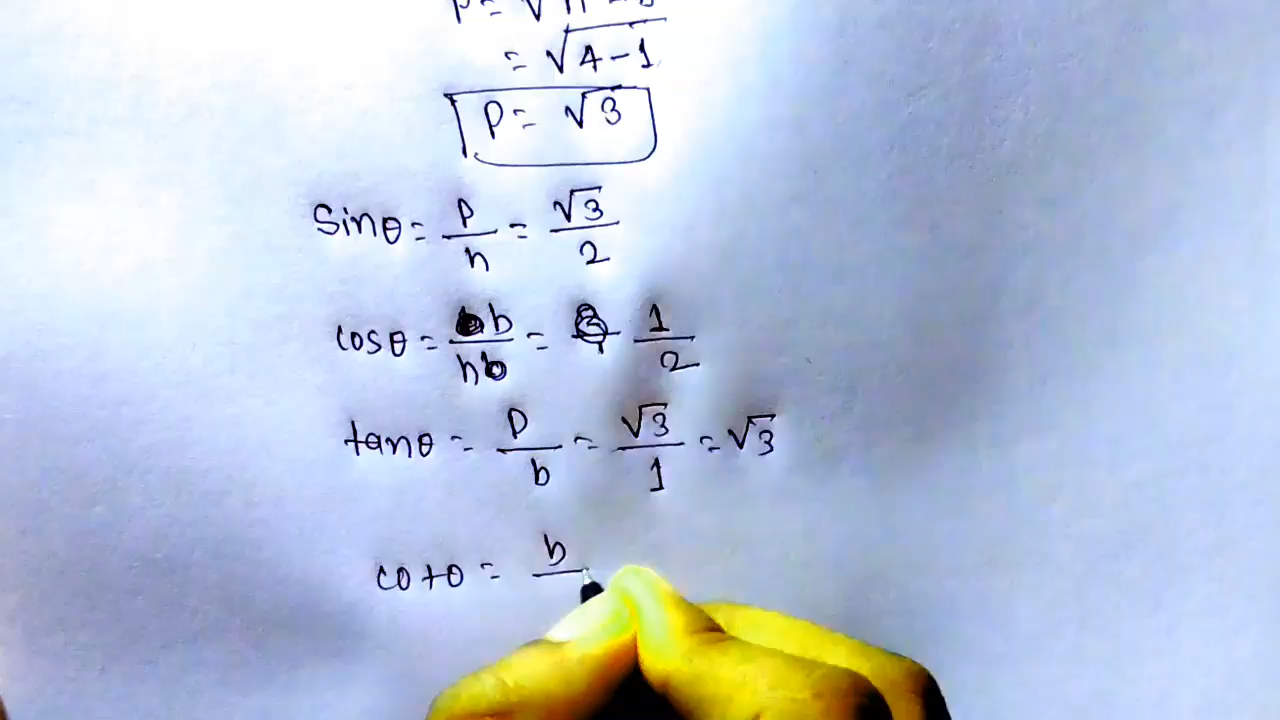 = √4-1
P = √3
Sinθ = P/h = √3/2
cosθ = b/h = 1/2
tanθ = P/b = √3/1 = √3
cotθ = b/